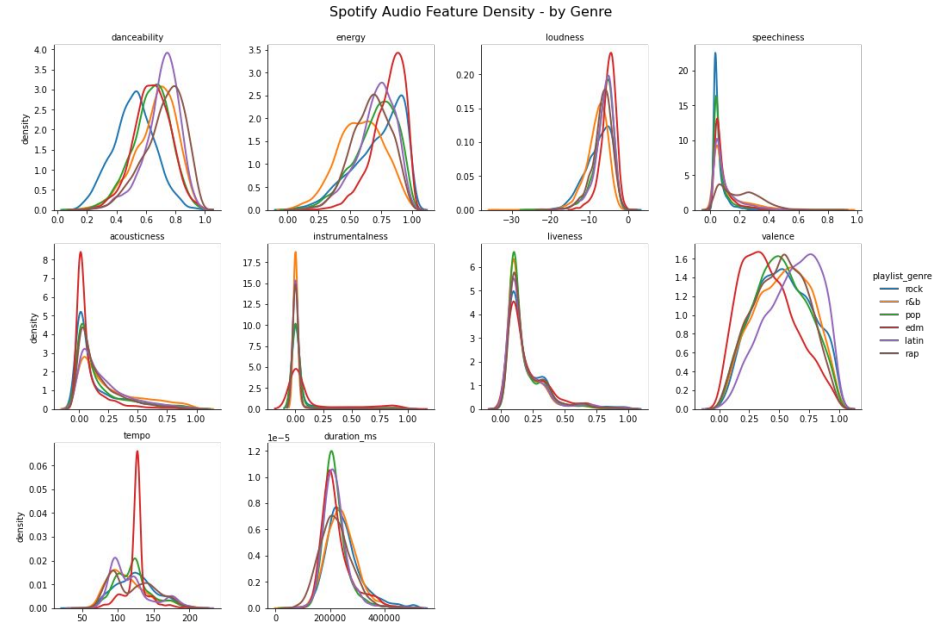 Spotify Audio Feature Density - by Genre
danceability
energy
loudness
speechiness
4.0
3.5
3.0
2.5
2.0
1.5
1.0
0.5
0.0
density
0.0 0.2 0.4 0.6 0.8 1.0
3.5
3.0
2.5
2.0
1.5
1.0
0.5
0.0
0.00 0.25 0.50 0.75 1.00
0.20
0.15
0.10
0.05
0.00
−30 −20 −10 0
20
15
10
5
0
0.0 0.2 0.4 0.6 0.8 1.0
acousticness
instrumentalness
liveness
valence
8
7
6
5
4
3
2
1
0
density
0.00 0.25 0.50 0.75 1.00
17.5
15.0
12.5
10.0
7.5
5.0
2.5
0.0
0.00 0.25 0.50 0.75 1.00
6
5
4
3
2
1
0
0.00 0.25 0.50 0.75 1.00
1.6
1.4
1.2
1.0
0.8
0.6
0.4
0.2
0.0
0.00 0.25 0.50 0.75 1.00
playlist_genre
rock
r&b
pop
edm
latin
rap
tempo
duration_ms
0.06
0.05
0.04
0.03
0.02
0.01
0.00
density
50 100 150 200
1e−5
1.2
1.0
0.8
0.6
0.4
0.2
0.0
0 200000 400000